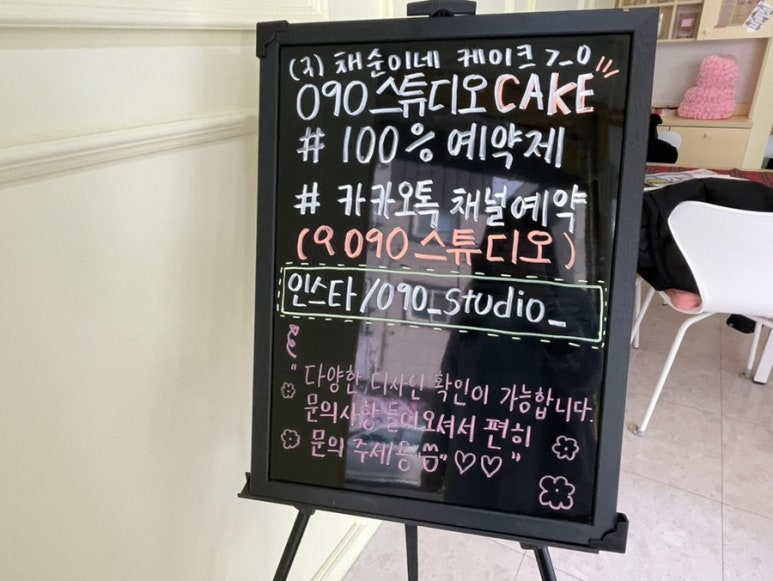 (구) 채순이네 케이크 7_0
090스튜디오 CAKE
# 100% 예약제
# 카카오톡 채널예약
(Q 090스튜디오)
인스타/090_studio_
" 다양한 디자인 확인이 가능합니다.
문의사항 들어오셔서 편히
문의 주세용 " ♡♡ "